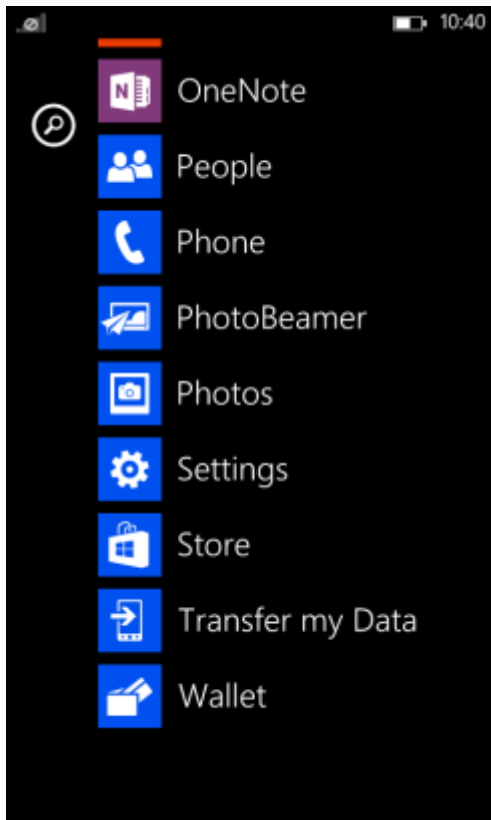 10:40
OneNote
People
Phone
PhotoBeamer
Photos
Settings
Store
Transfer my Data
Wallet